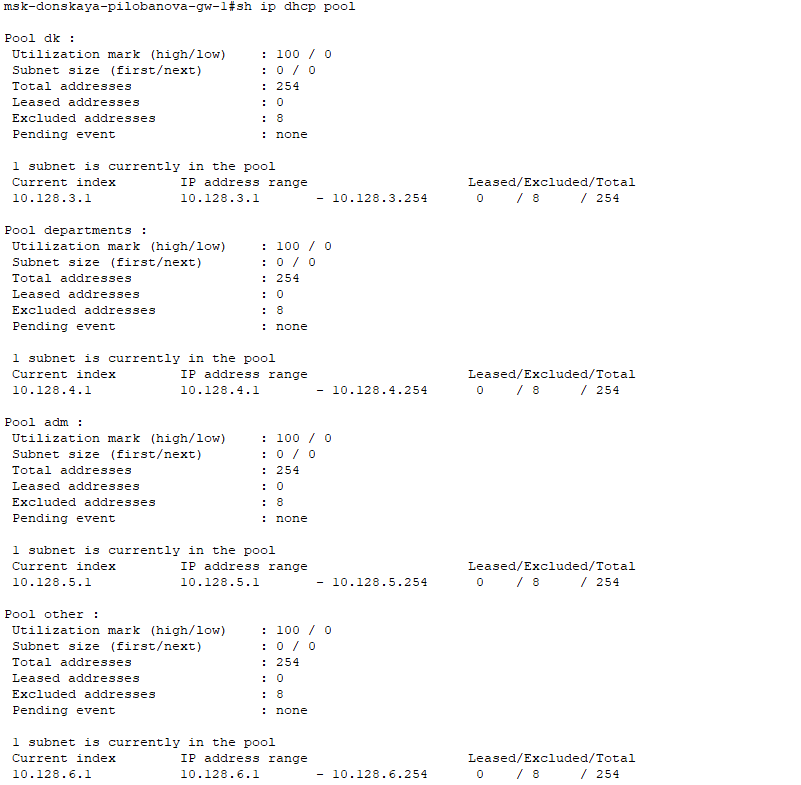 msk-donskaya-pilobanova-gw-1#sh ip dhcp pool

Pool dk :
 Utilization mark (high/low)    : 100 / 0
 Subnet size (first/next)       : 0 / 0
 Total addresses                : 254
 Leased addresses               : 0
 Excluded addresses             : 8
 Pending event                  : none

 1 subnet is currently in the pool
 Current index        IP address range                    Leased/Excluded/Total
 10.128.3.1           10.128.3.1       - 10.128.3.254      0    / 8     / 254

Pool departments :
 Utilization mark (high/low)    : 100 / 0
 Subnet size (first/next)       : 0 / 0
 Total addresses                : 254
 Leased addresses               : 0
 Excluded addresses             : 8
 Pending event                  : none

 1 subnet is currently in the pool
 Current index        IP address range                    Leased/Excluded/Total
 10.128.4.1           10.128.4.1       - 10.128.4.254      0    / 8     / 254

Pool adm :
 Utilization mark (high/low)    : 100 / 0
 Subnet size (first/next)       : 0 / 0
 Total addresses                : 254
 Leased addresses               : 0
 Excluded addresses             : 8
 Pending event                  : none

 1 subnet is currently in the pool
 Current index        IP address range                    Leased/Excluded/Total
 10.128.5.1           10.128.5.1       - 10.128.5.254      0    / 8     / 254

Pool other :
 Utilization mark (high/low)    : 100 / 0
 Subnet size (first/next)       : 0 / 0
 Total addresses                : 254
 Leased addresses               : 0
 Excluded addresses             : 8
 Pending event                  : none

 1 subnet is currently in the pool
 Current index        IP address range                    Leased/Excluded/Total
 10.128.6.1           10.128.6.1       - 10.128.6.254      0    / 8     / 254